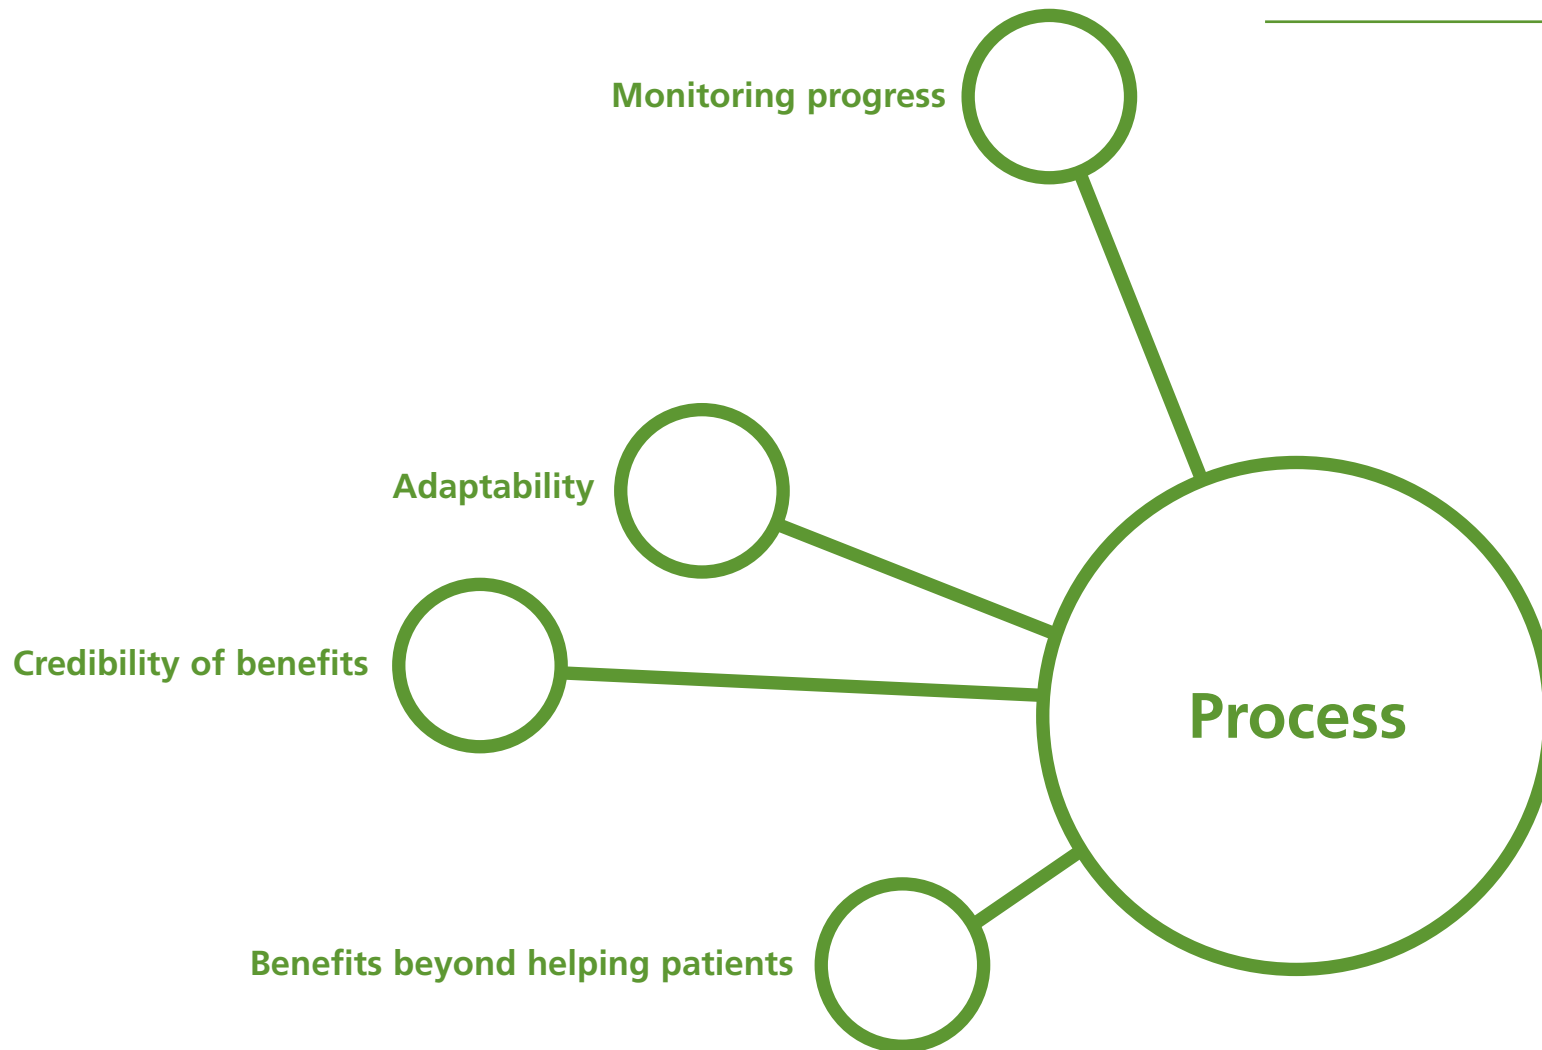 Monitoring progress
Adaptability
Credibility of benefits
Process
Benefits beyond helping patients